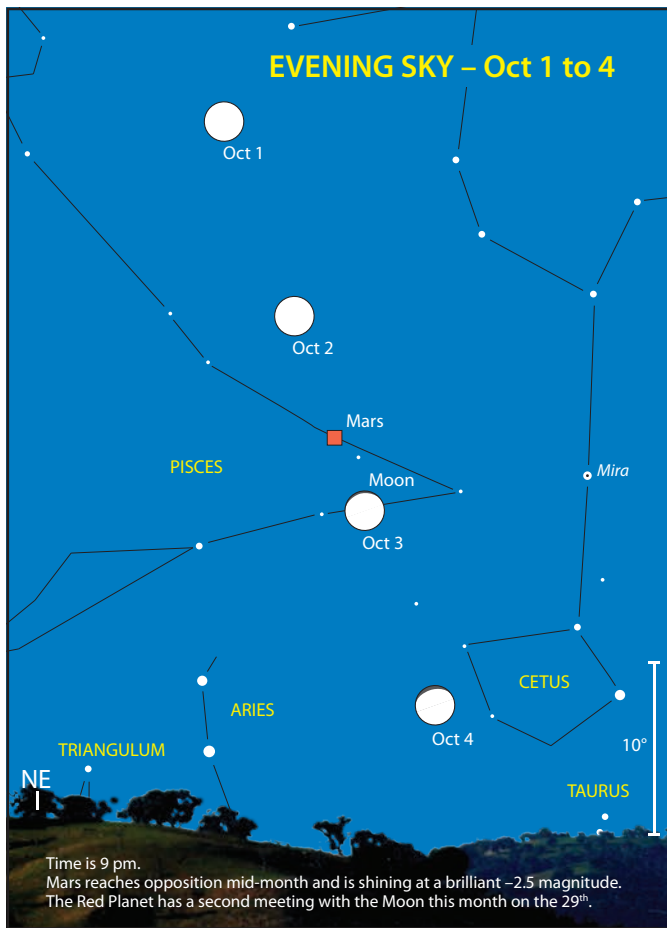 EVENING SKY – Oct 1 to 4
Oct 1
Oct 2
Mars
PISCES
Mira
Moon
Oct 3
CETUS
ARIES
Oct 4
10°
TRIANGULUM
NE
TAURUS
Time is 9 pm.
Mars reaches opposition mid-month and is shining at a brilliant –2.5 magnitude.
The Red Planet has a second meeting with the Moon this month on the 29th.